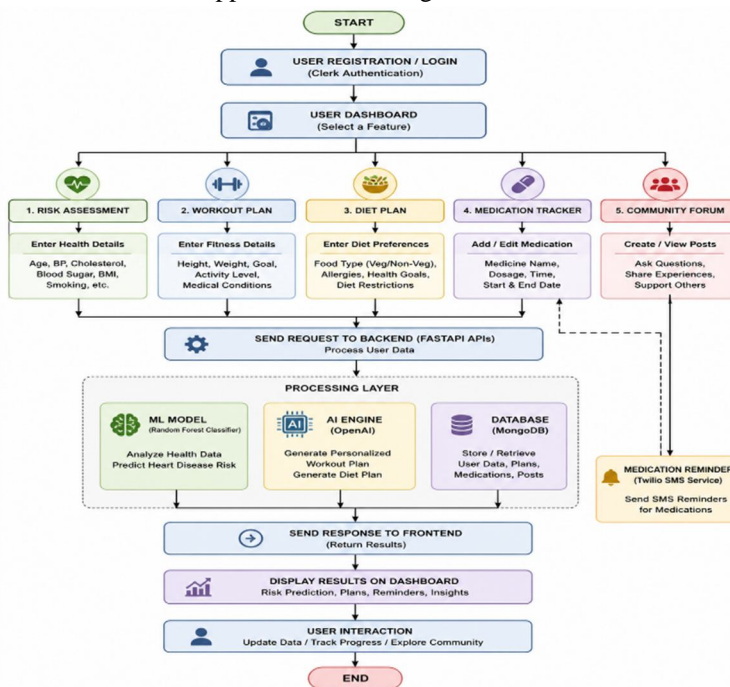 START
USER REGISTRATION / LOGIN
(Clerk Authentication)
USER DASHBOARD
(Select a Feature)
1. RISK ASSESSMENT
Enter Health Details
Age, BP, Cholesterol,
Blood Sugar, BMI,
Smoking, etc.
2. WORKOUT PLAN
Enter Fitness Details
Height, Weight, Goal,
Activity Level,
Medical Conditions
3. DIET PLAN
Enter Diet Preferences
Food Type (Veg/Non-Veg),
Allergies, Health Goals,
Diet Restrictions
4. MEDICATION TRACKER
Add / Edit Medication
Medicine Name,
Dosage, Time,
Start & End Date
5. COMMUNITY FORUM
Create / View Posts
Ask Questions,
Share Experiences,
Support Others
SEND REQUEST TO BACKEND (FASTAPI APIs)
Process User Data
PROCESSING LAYER
ML MODEL
(Random Forest Classifier)
Analyze Health Data
Predict Heart Disease Risk
AI
AI ENGINE
(OpenAI)
Generate Personalized
Workout Plan
Generate Diet Plan
DATABASE
(MongoDB)
Store / Retrieve
User Data, Plans,
Medications, Posts
MEDICATION REMINDER
(Twilio SMS Service)
Send SMS Reminders
for Medications
SEND RESPONSE TO FRONTEND
(Return Results)
DISPLAY RESULTS ON DASHBOARD
Risk Prediction, Plans, Reminders, Insights
USER INTERACTION
Update Data / Track Progress / Explore Community
END